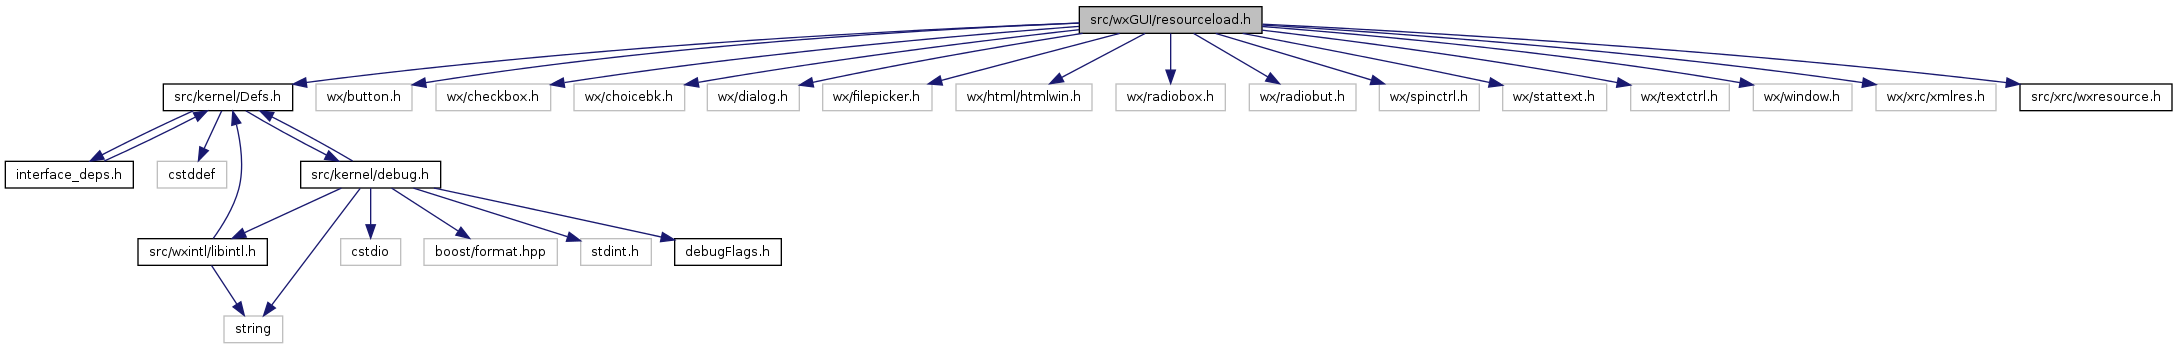 src/wxGUI/resourceload.h
src/kernel/Defs.h
wx/button.h
wx/checkbox.h
wx/choicebk.h
wx/dialog.h
wx/filepicker.h
wx/html/htmlwin.h
wx/radiobox.h
wx/radiobut.h
wx/spinctrl.h
wx/stattext.h
wx/textctrl.h
wx/window.h
wx/xrc/xmlres.h
src/xrc/wxresource.h
interface_deps.h
cstddef
src/kernel/debug.h
src/wxintl/libintl.h
cstdio
boost/format.hpp
stdint.h
debugFlags.h
string